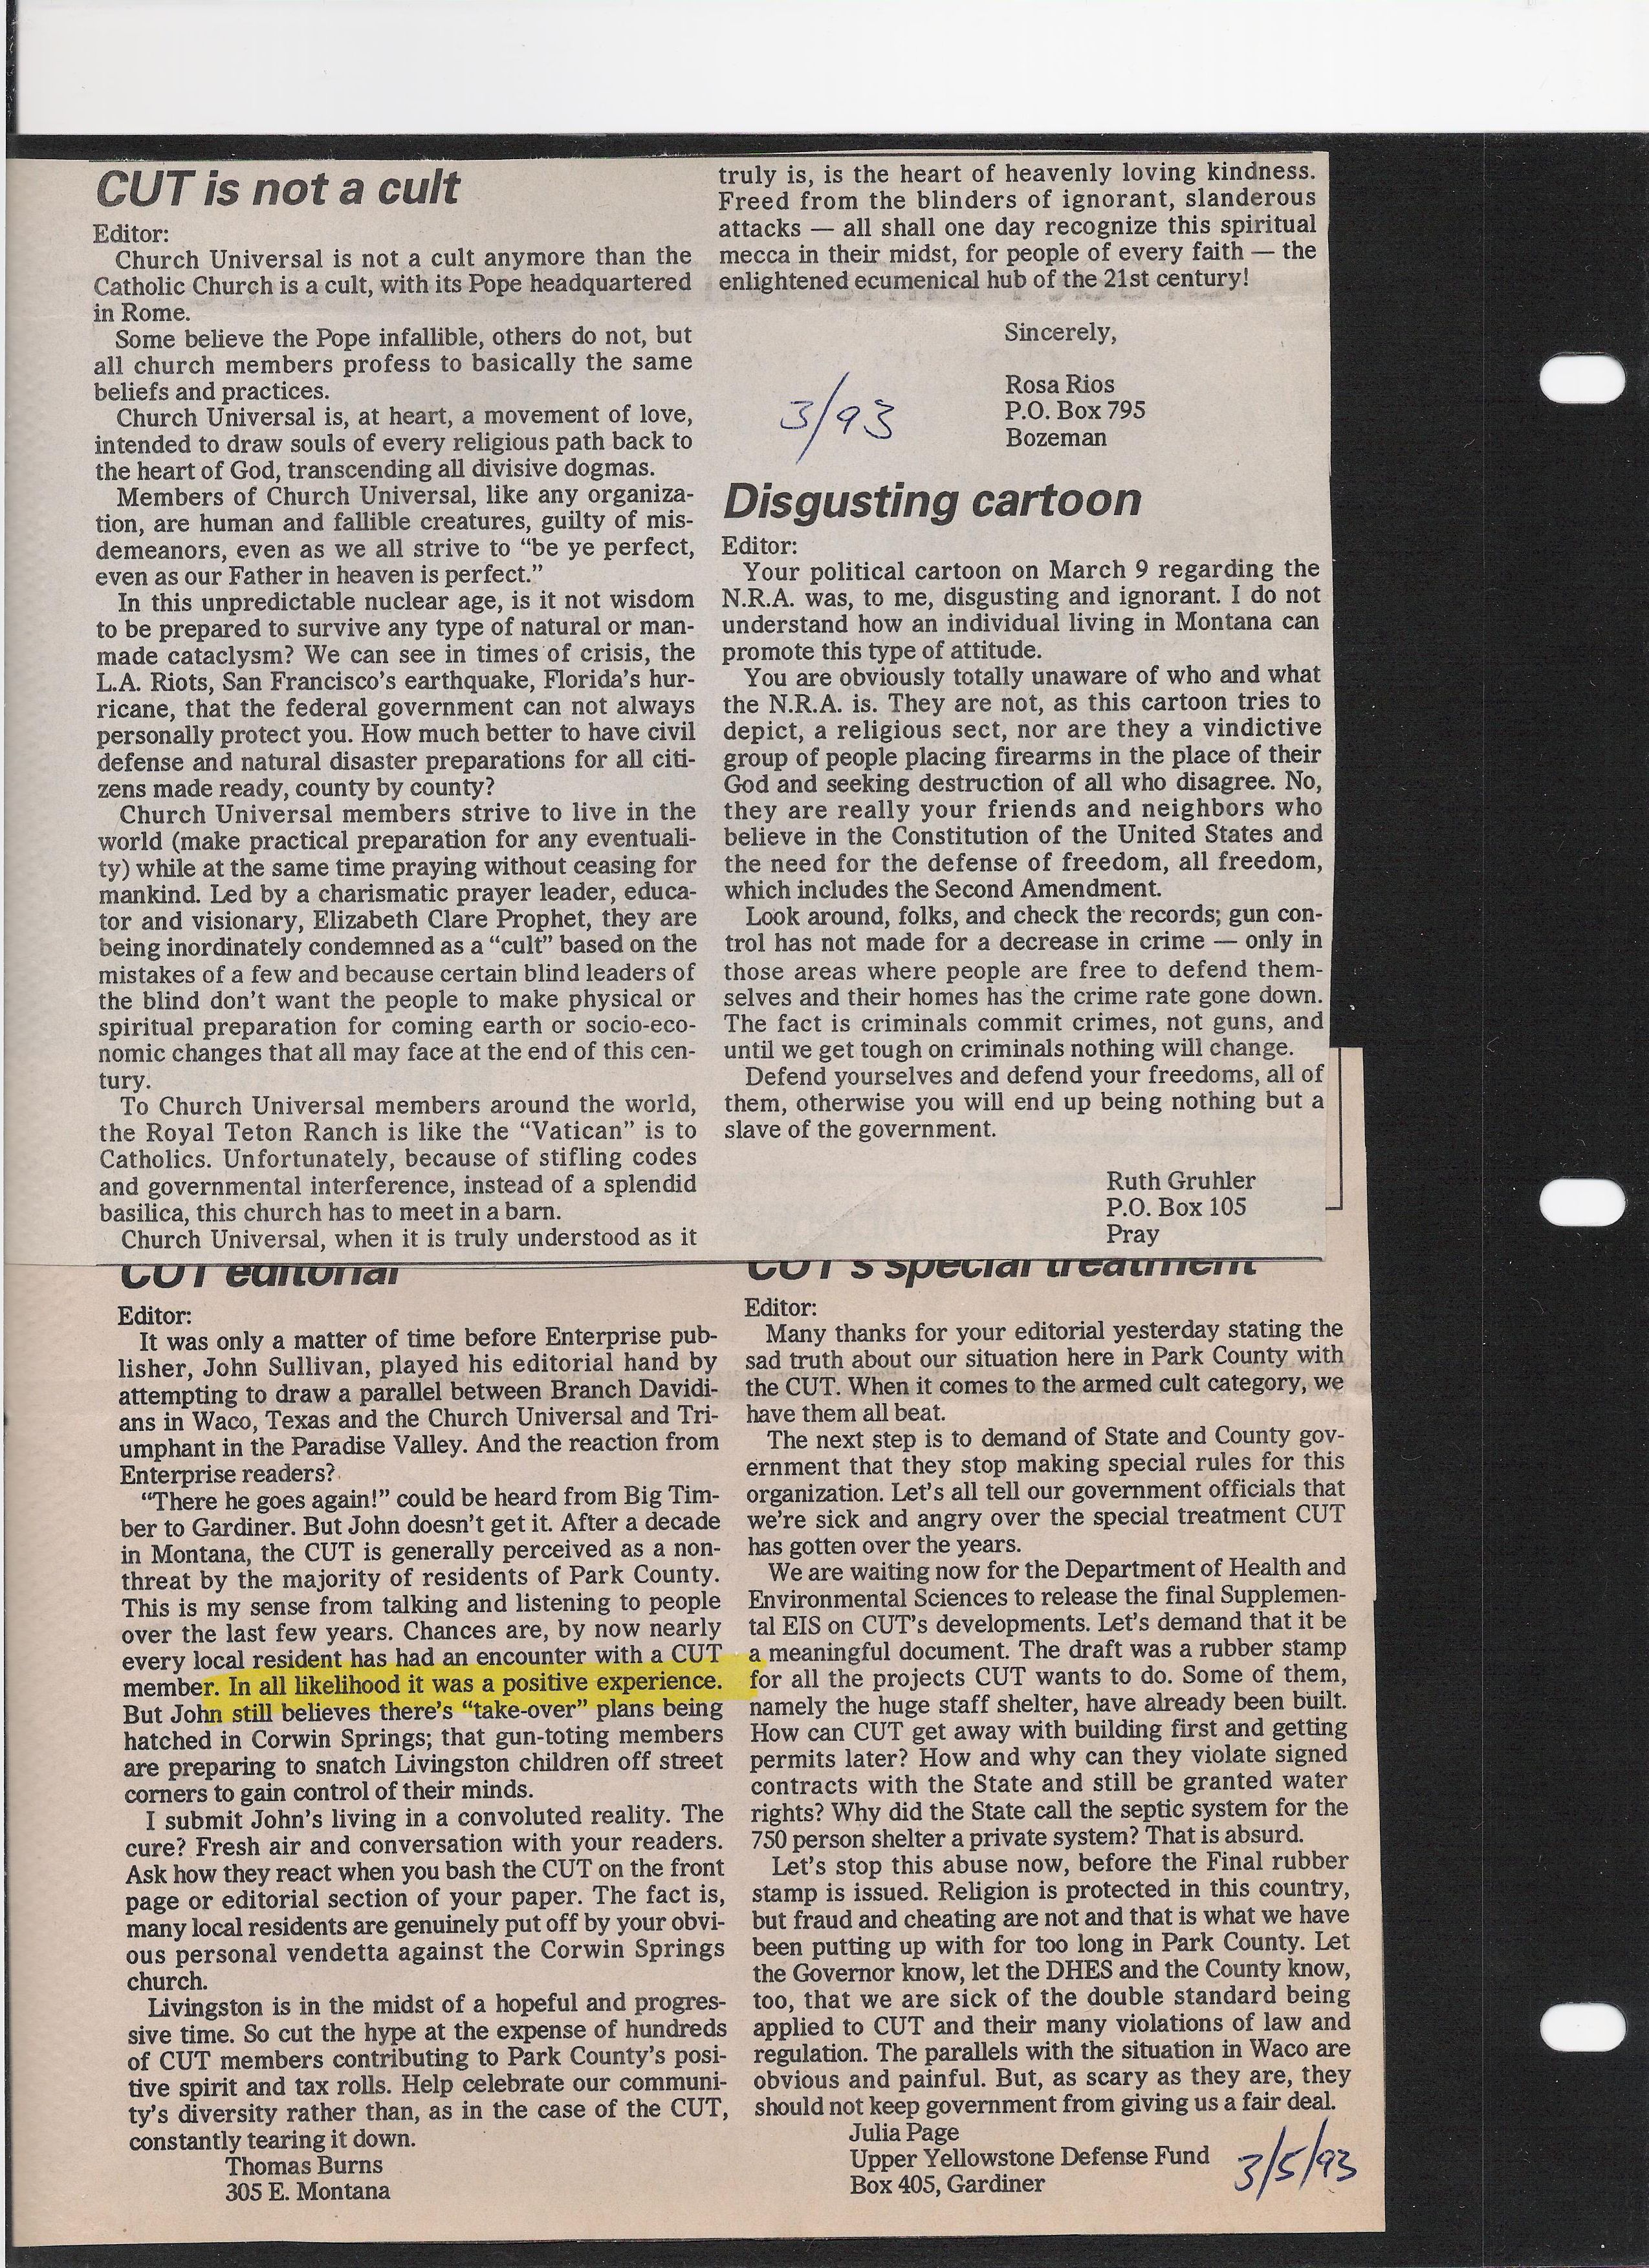 CUT is not a cult
Editor:
Church Universal is not a cult anymore than the
Catholic Church is a cult, with its Pope headquartered
in Rome.
Some believe the Pope infallible, others do not, but
all church members profess to basically the same
beliefs and practices.
Church Universal is, at heart, a movement of love,
intended to draw souls of every religious path back to
the heart of God, transcending all divisive dogmas.
Members of Church Universal, like any organiza-
tion, are human and fallible creatures, guilty of mis-
demeanors, even as we all strive to “be ye perfect,
even as our Father in heaven is perfect.”
In this unpredictable nuclear age, is it not wisdom
to be prepared to survive any type of natural or man-
made cataclysm? We can see in times of crisis, the
L.A. Riots, San Francisco’s earthquake, Florida’s hur-
ricane, that the federal government can not always
personally protect you. How much better to have civil
defense and natural disaster preparations for all citi-
zens made ready, county by county?
Church Universal members strive to live in the
world (make practical preparation for any eventuali-
ty) while at the same time praying without ceasing for
mankind. Led by a charismatic prayer leader, educa-
tor and visionary, Elizabeth Clare Prophet, they are
being inordinately condemned as a “cult” based on the
mistakes of a few and because certain blind leaders of
the blind don’t want the people to make physical or
spiritual preparation for coming earth or socio-eco-
nomic changes that all may face at the end of this cen-
tury.
To Church Universal members around the world,
the Royal Teton Ranch is like the “Vatican” is to
Catholics. Unfortunately, because of stifling codes
and governmental interference, instead of a splendid
basilica, this church has to meet in a barn.
Church Universal, when it is truly understood as it
truly is, is the heart of heavenly loving kindness.
Freed from the blinders of ignorant, slanderous
attacks — all shall one day recognize this spiritual
mecca in their midst, for people of every faith — the
enlightened ecumenical hub of the 21st century!
Sincerely,
Rosa Rios
P.O. Box 795
Bozeman
3/93
Disgusting cartoon
Editor:
Your political cartoon on March 9 regarding the
N.R.A. was, to me, disgusting and ignorant. I do not
understand how an individual living in Montana can
promote this type of attitude.
You are obviously totally unaware of who and what
the N.R.A. is. They are not, as this cartoon tries to
depict, a religious sect, nor are they a vindictive
group of people placing firearms in the place of their
God and seeking destruction of all who disagree. No,
they are really your friends and neighbors who
believe in the Constitution of the United States and
the need for the defense of freedom, all freedom,
which includes the Second Amendment.
Look around, folks, and check the records; gun con-
trol has not made for a decrease in crime — only in
those areas where people are free to defend them-
selves and their homes has the crime rate gone down.
The fact is criminals commit crimes, not guns, and
until we get tough on criminals nothing will change.
Defend yourselves and defend your freedoms, all of
them, otherwise you will end up being nothing but a
slave of the government.
Ruth Gruhler
P.O. Box 105
Pray
CUT editorial
Editor:
It was only a matter of time before Enterprise pub-
lisher, John Sullivan, played his editorial hand by
attempting to draw a parallel between Branch Davidi-
ans in Waco, Texas and the Church Universal and Tri-
umphant in the Paradise Valley. And the reaction from
Enterprise readers?
“There he goes again!” could be heard from Big Tim-
ber to Gardiner. But John doesn’t get it. After a decade
in Montana, the CUT is generally perceived as a non-
threat by the majority of residents of Park County.
This is my sense from talking and listening to people
over the last few years. Chances are, by now nearly
every local resident has had an encounter with a CUT
member. In all likelihood it was a positive experience.
But John still believes there’s “take-over” plans being
hatched in Corwin Springs; that gun-toting members
are preparing to snatch Livingston children off street
corners to gain control of their minds.
I submit John’s living in a convoluted reality. The
cure? Fresh air and conversation with your readers.
Ask how they react when you bash the CUT on the front
page or editorial section of your paper. The fact is,
many local residents are genuinely put off by your obvi-
ous personal vendetta against the Corwin Springs
church.
Livingston is in the midst of a hopeful and progres-
sive time. So cut the hype at the expense of hundreds
of CUT members contributing to Park County’s posi-
tive spirit and tax rolls. Help celebrate our communi-
ty’s diversity rather than, as in the case of the CUT,
constantly tearing it down.
Thomas Burns
305 E. Montana
CUT’s special treatment
Editor:
Many thanks for your editorial yesterday stating the
sad truth about our situation here in Park County with
the CUT. When it comes to the armed cult category, we
have them all beat.
The next step is to demand of State and County gov-
ernment that they stop making special rules for this
organization. Let’s all tell our government officials that
we’re sick and angry over the special treatment CUT
has gotten over the years.
We are waiting now for the Department of Health and
Environmental Sciences to release the final Supplemen-
tal EIS on CUT’s developments. Let’s demand that it be
a meaningful document. The draft was a rubber stamp
for all the projects CUT wants to do. Some of them,
namely the huge staff shelter, have already been built.
How can CUT get away with building first and getting
permits later? How and why can they violate signed
contracts with the State and still be granted water
rights? Why did the State call the septic system for the
750 person shelter a private system? That is absurd.
Let’s stop this abuse now, before the Final rubber
stamp is issued. Religion is protected in this country,
but fraud and cheating are not and that is what we have
been putting up with for too long in Park County. Let
the Governor know, let the DHES and the County know,
too, that we are sick of the double standard being
applied to CUT and their many violations of law and
regulation. The parallels with the situation in Waco are
obvious and painful. But, as scary as they are, they
should not keep government from giving us a fair deal.
Julia Page
Upper Yellowstone Defense Fund
Box 405, Gardiner
3/5/93